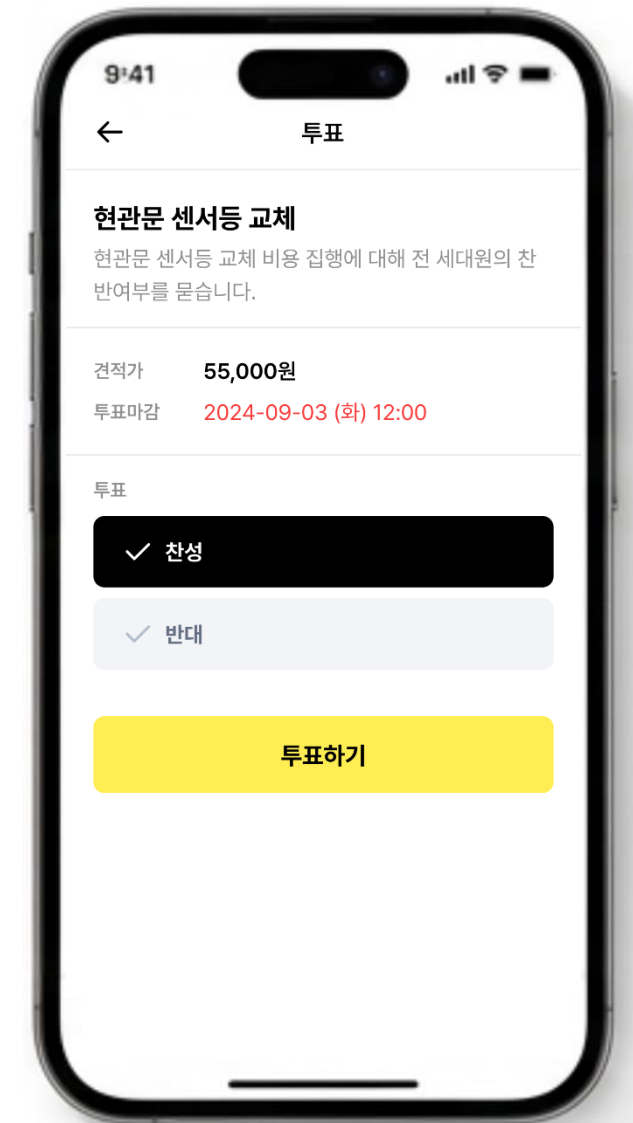 9:41
투표
현관문 센서등 교체
현관문 센서등 교체 비용 집행에 대해 전 세대원의 찬
반여부를 묻습니다.
견적가 55,000원
투표마감 2024-09-03 (화) 12:00
투표
찬성
반대
투표하기